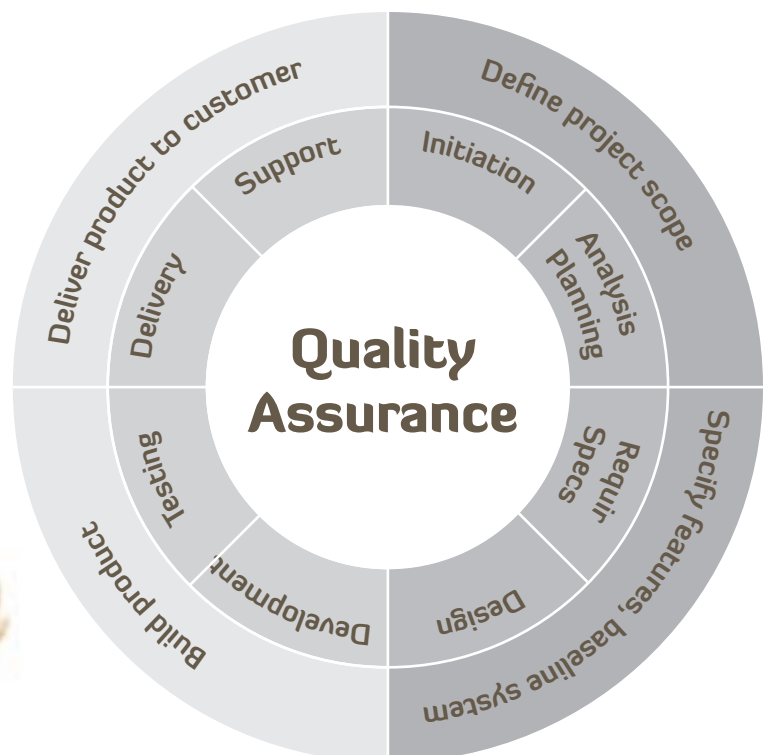 Quality
Assurance
Define project scope
Initiation
Analysis
Planning
Specify features, baseline system
Requir
Specs
Design
Build product
Development
Testing
Deliver product to customer
Delivery
Support